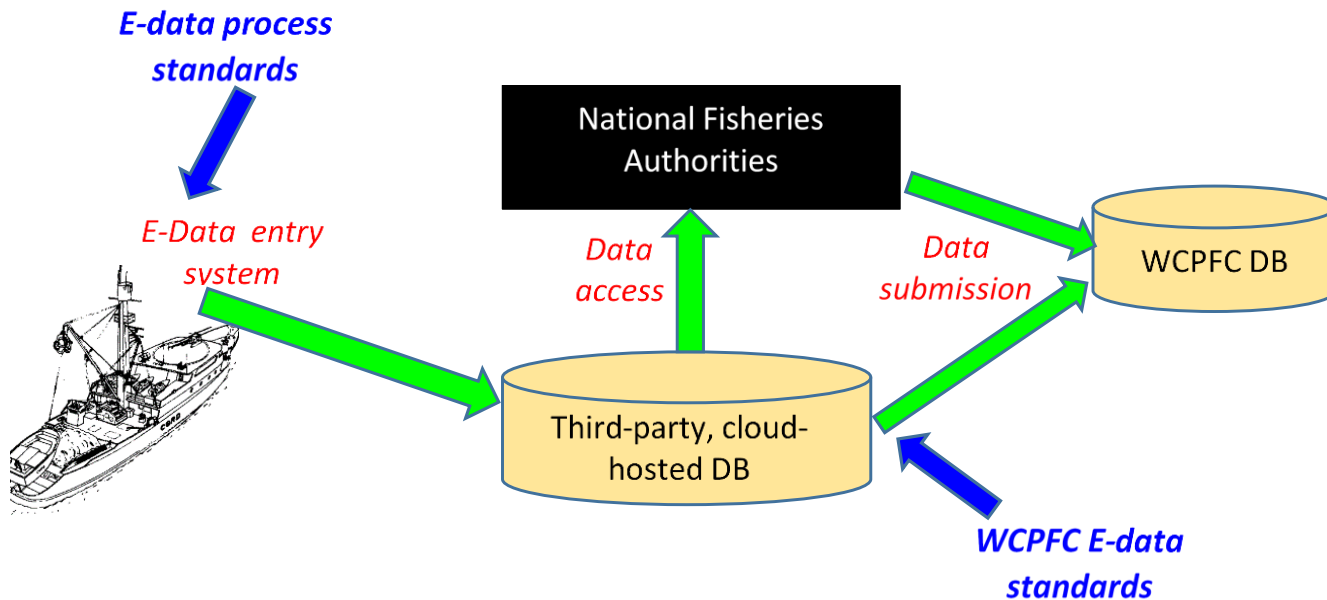 E-data process
standards
National Fisheries
Authorities
E-Data entry
system
Data
access
Data
submission
WCPFC DB
Third-party, cloud-
hosted DB
WCPFC E-data
standards